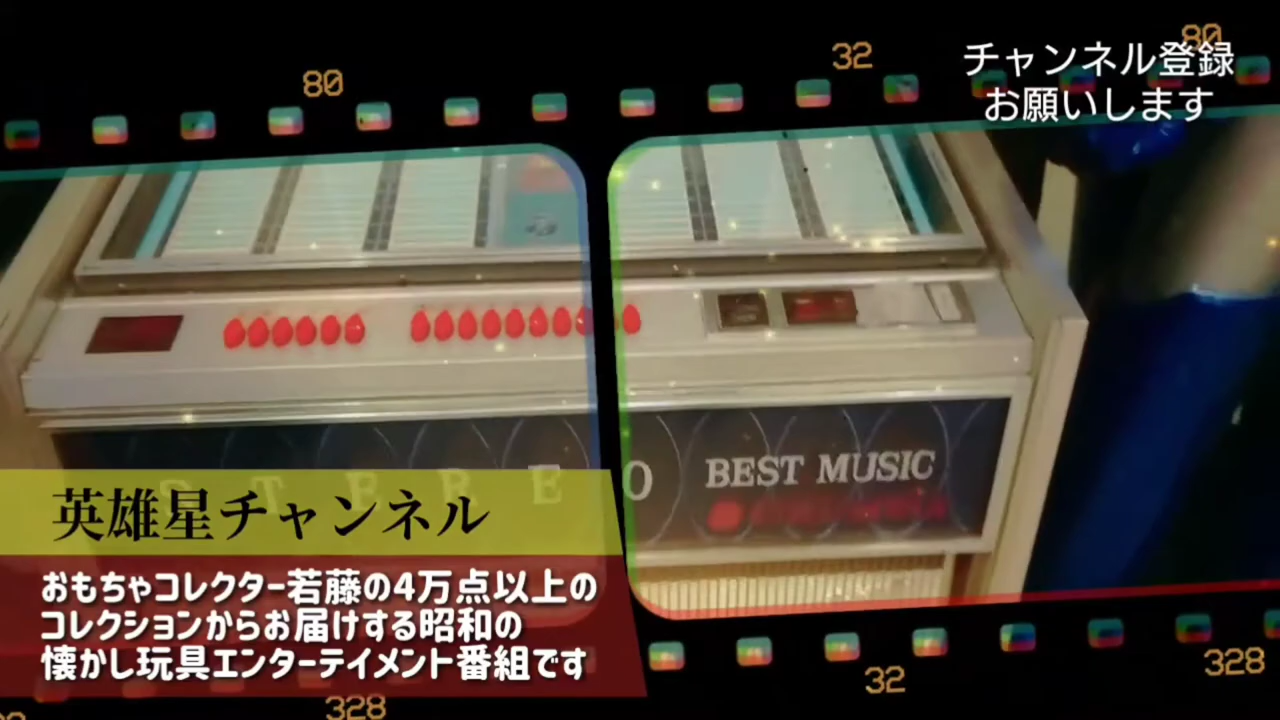 80
32
80
チャンネル登録
お願いします
STEREO
BEST MUSIC
英雄星チャンネル
おもちゃコレクター若藤の4万点以上の
コレクションからお届けする昭和の
懐かし玩具エンターテイメント番組です
32
328
328